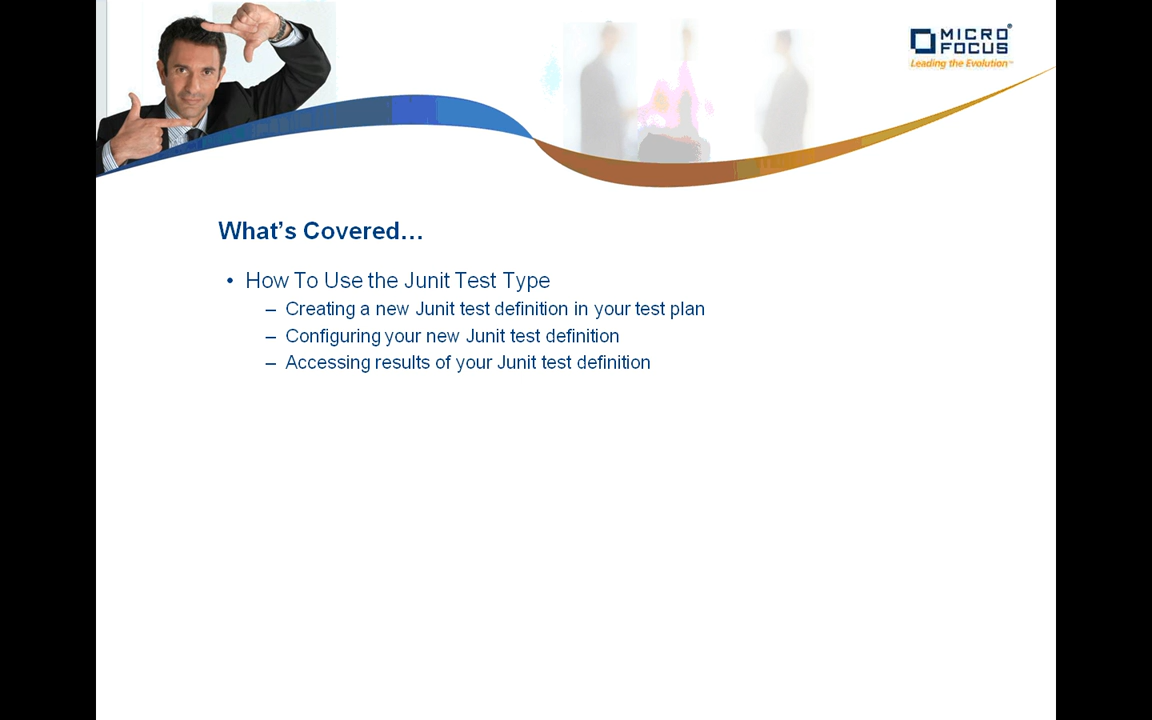 MICRO
FOCUS
Leading the Evolution™
What's Covered...
• How To Use the Junit Test Type
– Creating a new Junit test definition in your test plan
– Configuring your new Junit test definition
– Accessing results of your Junit test definition